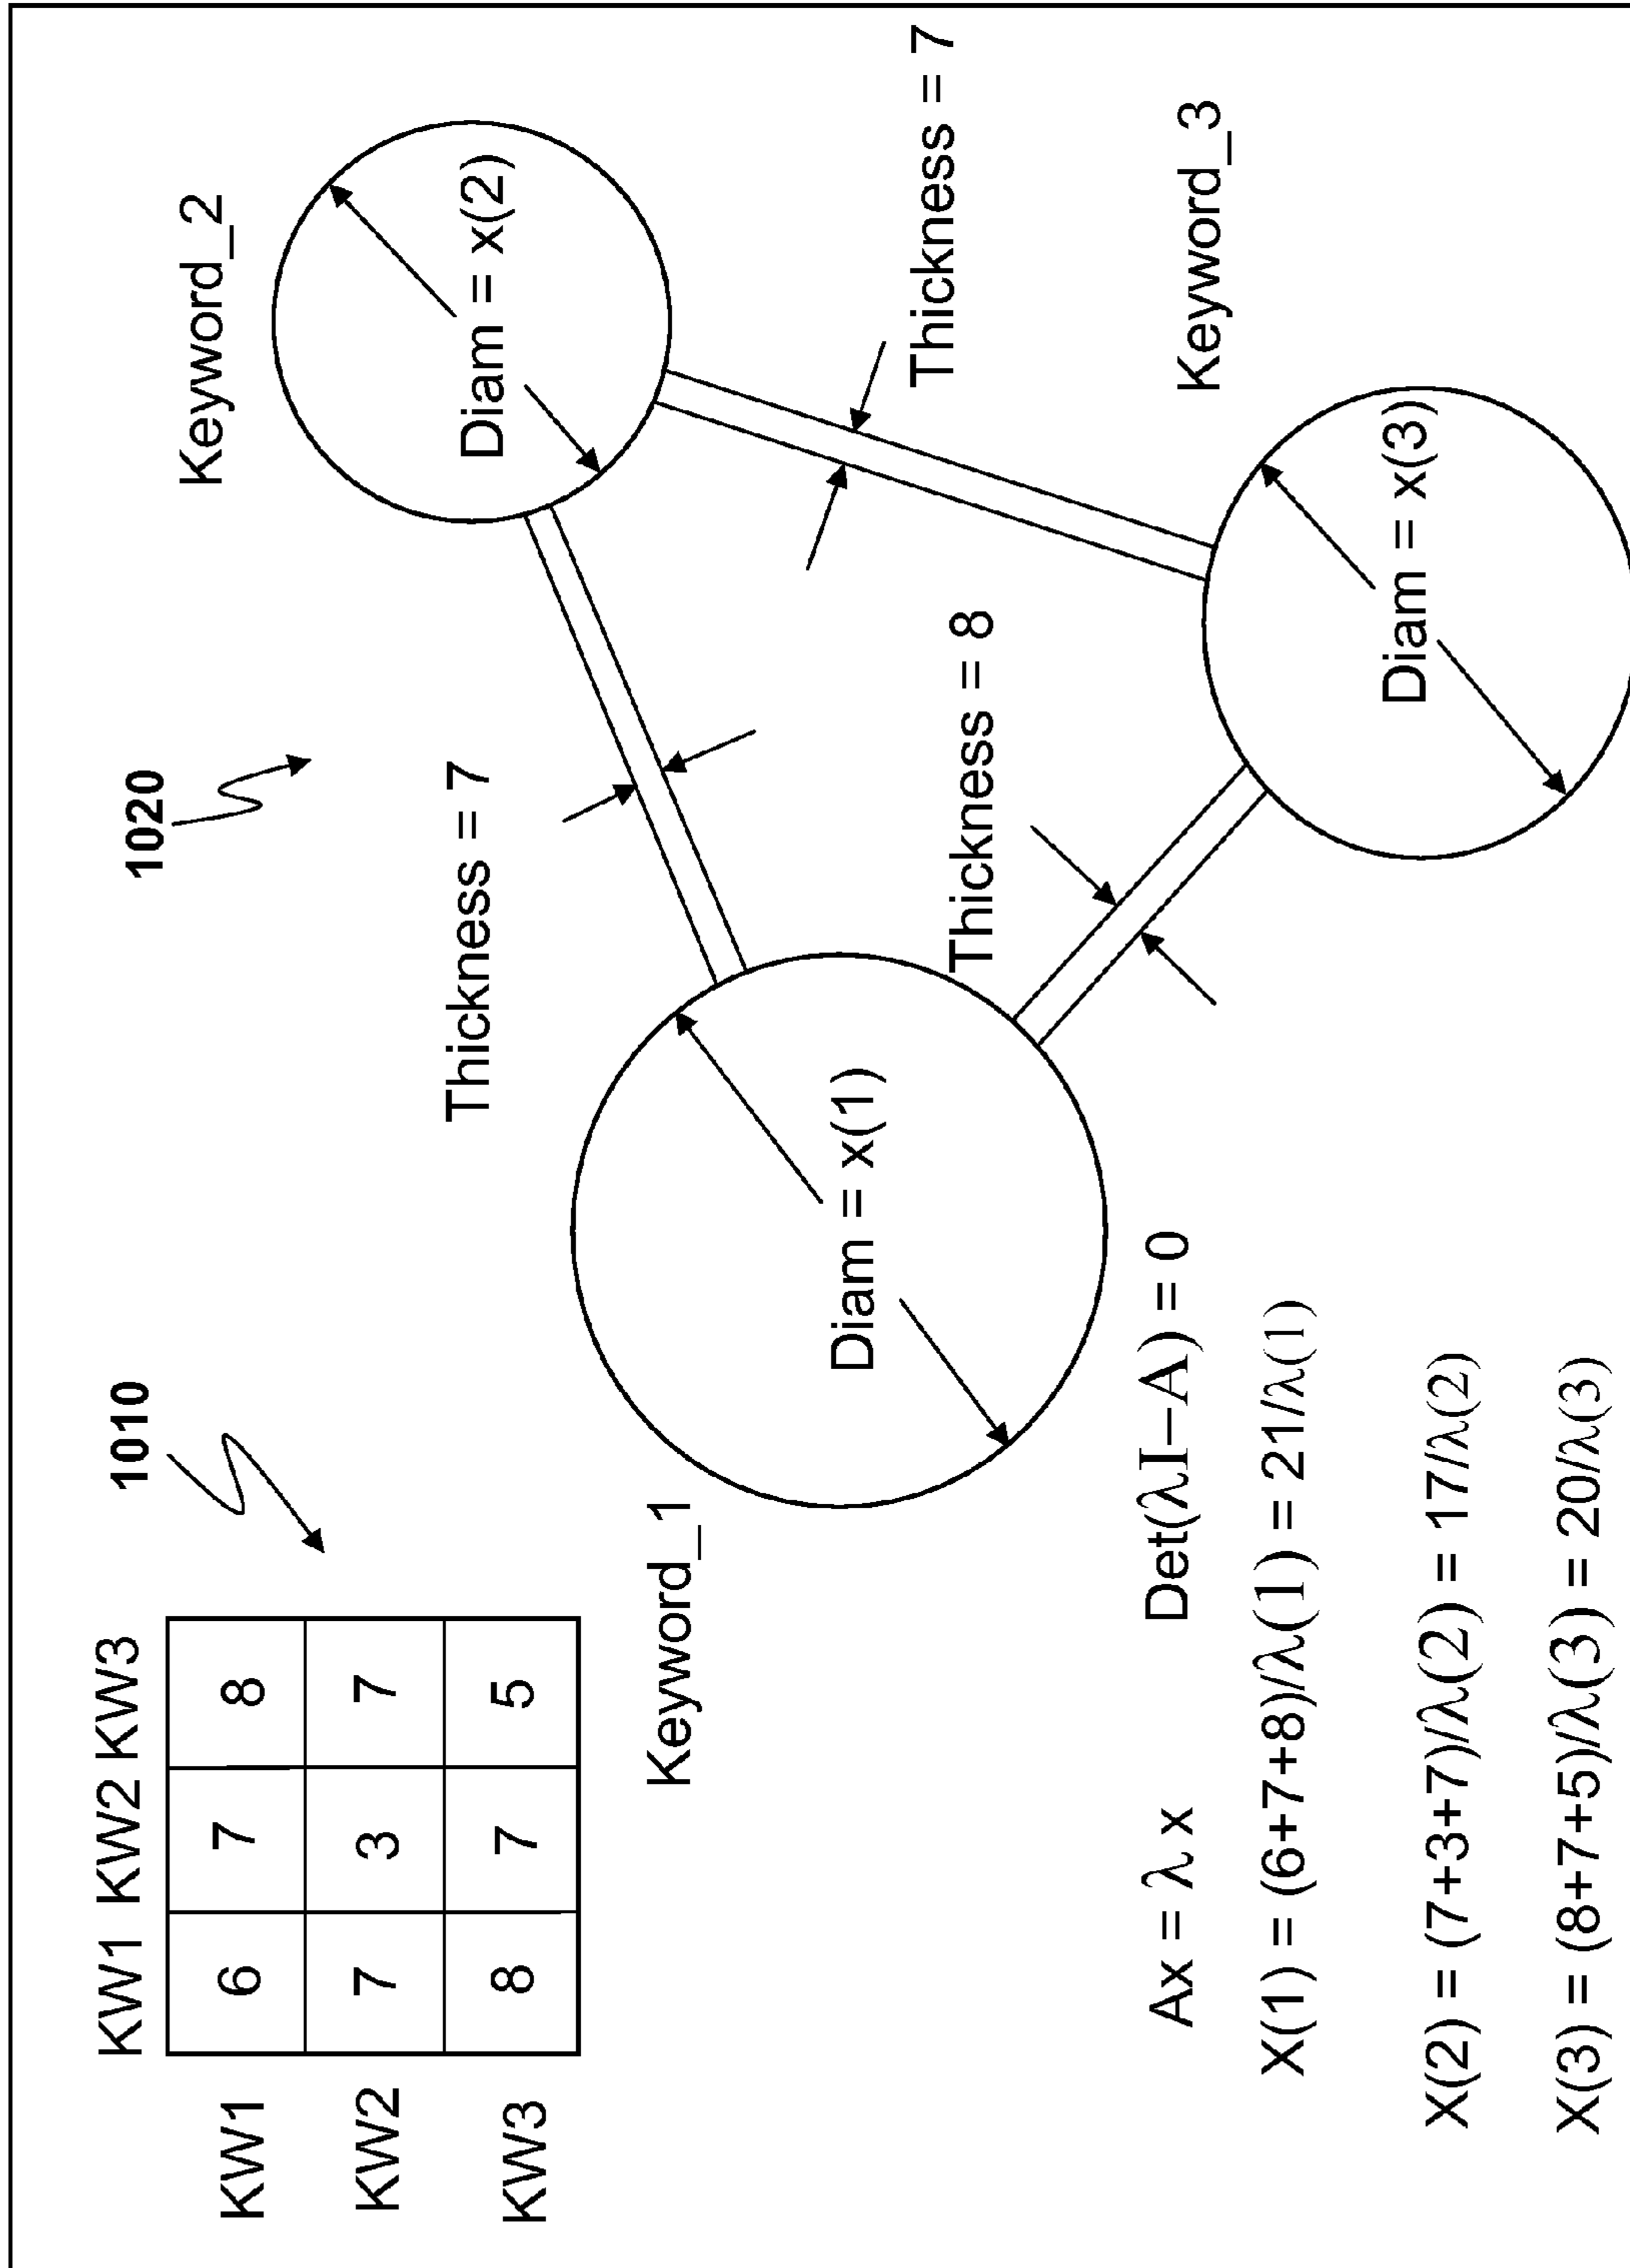 1010
1020
KW1 KW2 KW3
KW1 6 7 8
KW2 7 3 7
KW3 8 7 5
Keyword_1
Diam = x(1)
Keyword_2
Diam = x(2)
Keyword_3
Diam = x(3)
Thickness = 7
Thickness = 8
Thickness = 7
Ax = λ x Det(λI–A) = 0
X(1) = (6+7+8)/λ(1) = 21/λ(1)
X(2) = (7+3+7)/λ(2) = 17/λ(2)
X(3) = (8+7+5)/λ(3) = 20/λ(3)